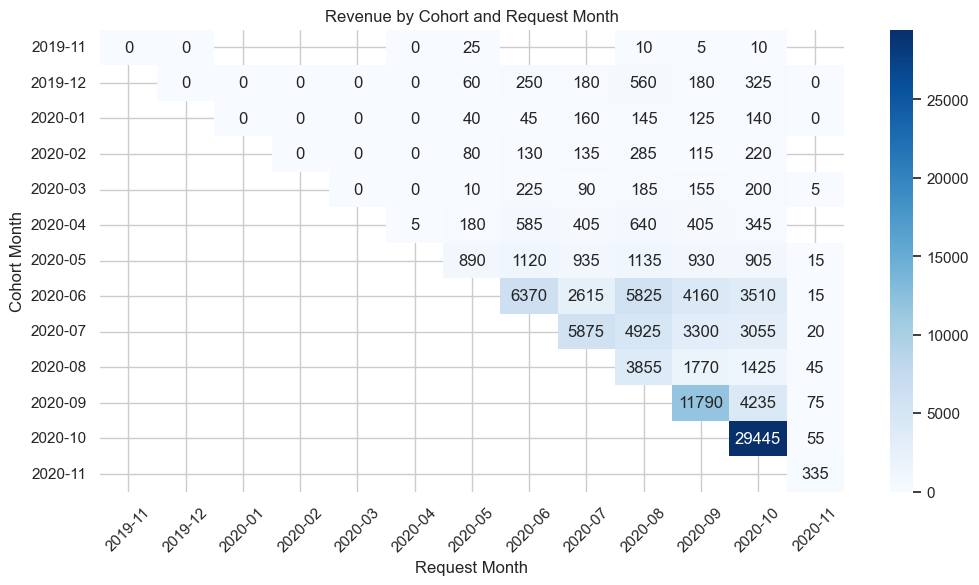 Revenue by Cohort and Request Month
Cohort Month
2019-11 0 0 0 25 10 5 10
2019-12 0 0 0 0 0 60 250 180 560 180 325 0
2020-01 0 0 0 0 40 45 160 145 125 140 0
2020-02 0 0 0 80 130 135 285 115 220
2020-03 0 0 10 225 90 185 155 200 5
2020-04 5 180 585 405 640 405 345
2020-05 890 1120 935 1135 930 905 15
2020-06 6370 2615 5825 4160 3510 15
2020-07 5875 4925 3300 3055 20
2020-08 3855 1770 1425 45
2020-09 11790 4235 75
2020-10 29445 55
2020-11 335
2019-11 2019-12 2020-01 2020-02 2020-03 2020-04 2020-05 2020-06 2020-07 2020-08 2020-09 2020-10 2020-11
Request Month
25000
20000
15000
10000
5000
0